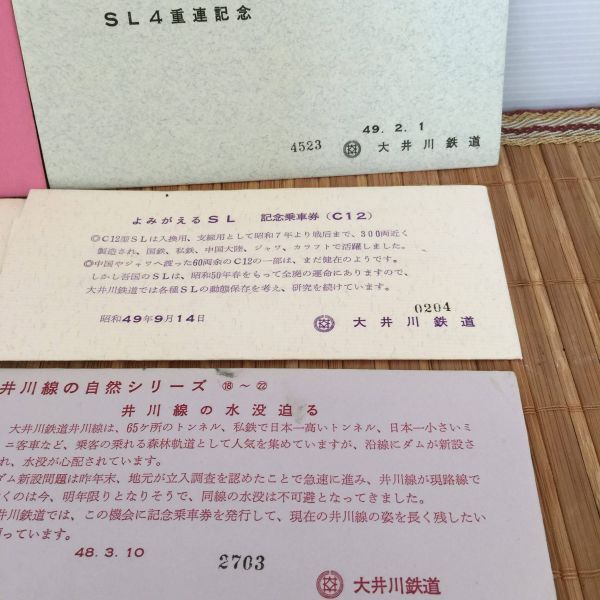 SL4重連記念
49.2.1
4523 大井川鉄道
よみがえるSL 記念乗車券(C12)
◎C12型SLは入換用、支線用として昭和7年より戦后まで、300両近く
製造され、国鉄、私鉄、中国大陸、ジャワ、カラフトで活躍しました。
◎中国やジャワへ渡った60両余のC12の一部は、まだ健在のようです。
しかし吾国のSLは、昭和50年春をもって全廃の運命にありますので、
大井川鉄道では各種SLの動態保存を考え、研究を続けています。
0204
昭和49年9月14日 大井川鉄道
井川線の自然シリーズ ⑱～㉒
井川線の水没迫る
大井川鉄道井川線は、65ケ所のトンネル、私鉄で日本一高いトンネル、日本一小さいミ
ニ客車など、乗客の乗れる森林軌道として人気を集めていますが、沿線にダムが新設さ
れ、水没が心配されています。
ダム新設問題は昨年末、地元が立入調査を認めたことで急速に進み、井川線が現路線で
くのは今、明年限りとなりそうで、同線の水没は不可避となってきました。
井川鉄道では、この機会に記念乗車券を発行して、現在の井川線の姿を長く残したい
っています。
48.3.10 2703 大井川鉄道